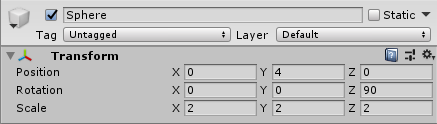 Sphere Static
Tag Untagged Layer Default
Transform
Position X 0 Y 4 Z 0
Rotation X 0 Y 0 Z 90
Scale X 2 Y 2 Z 2